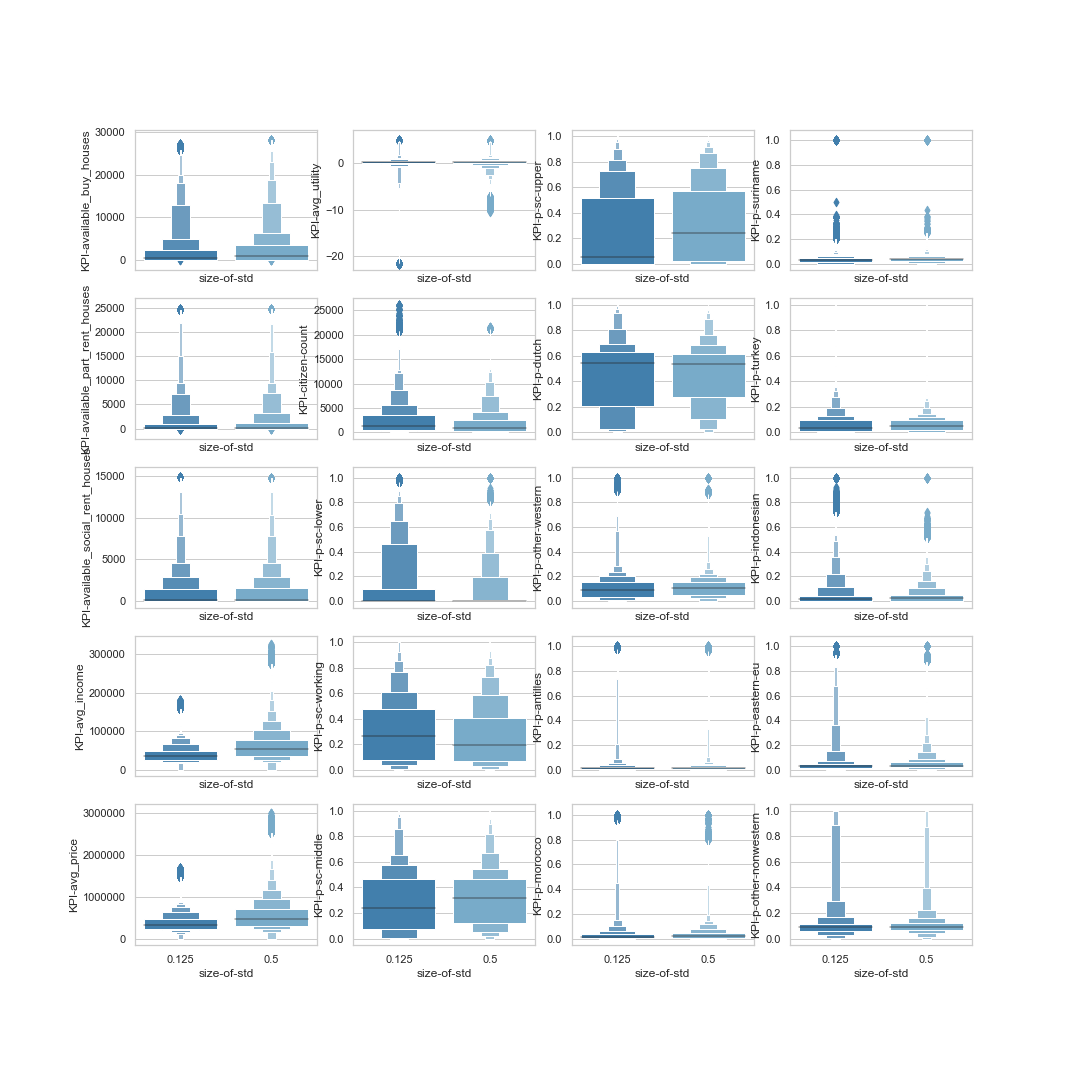 KPI-available_buy_houses
30000
20000
10000
0
size-of-std
KPI-avg_utility
0
−10
−20
size-of-std
KPI-p-sc-upper
1.0
0.8
0.6
0.4
0.2
0.0
size-of-std
KPI-p-suriname
1.0
0.8
0.6
0.4
0.2
0.0
size-of-std
KPI-available_part_rent_houses
25000
20000
15000
10000
5000
0
size-of-std
KPI-citizen-count
25000
20000
15000
10000
5000
0
size-of-std
KPI-p-dutch
1.0
0.8
0.6
0.4
0.2
0.0
size-of-std
KPI-p-turkey
1.0
0.8
0.6
0.4
0.2
0.0
size-of-std
KPI-available_social_rent_houses
15000
10000
5000
0
size-of-std
KPI-p-sc-lower
1.0
0.8
0.6
0.4
0.2
0.0
size-of-std
KPI-p-other-western
1.0
0.8
0.6
0.4
0.2
0.0
size-of-std
KPI-p-indonesian
1.0
0.8
0.6
0.4
0.2
0.0
size-of-std
KPI-avg_income
300000
200000
100000
0
size-of-std
KPI-p-sc-working
1.0
0.8
0.6
0.4
0.2
0.0
size-of-std
KPI-p-antilles
1.0
0.8
0.6
0.4
0.2
0.0
size-of-std
KPI-p-eastern-eu
1.0
0.8
0.6
0.4
0.2
0.0
size-of-std
KPI-avg_price
3000000
2000000
1000000
0
0.125 0.5
size-of-std
KPI-p-sc-middle
1.0
0.8
0.6
0.4
0.2
0.0
0.125 0.5
size-of-std
KPI-p-morocco
1.0
0.8
0.6
0.4
0.2
0.0
0.125 0.5
size-of-std
KPI-p-other-nonwestern
1.0
0.8
0.6
0.4
0.2
0.0
0.125 0.5
size-of-std